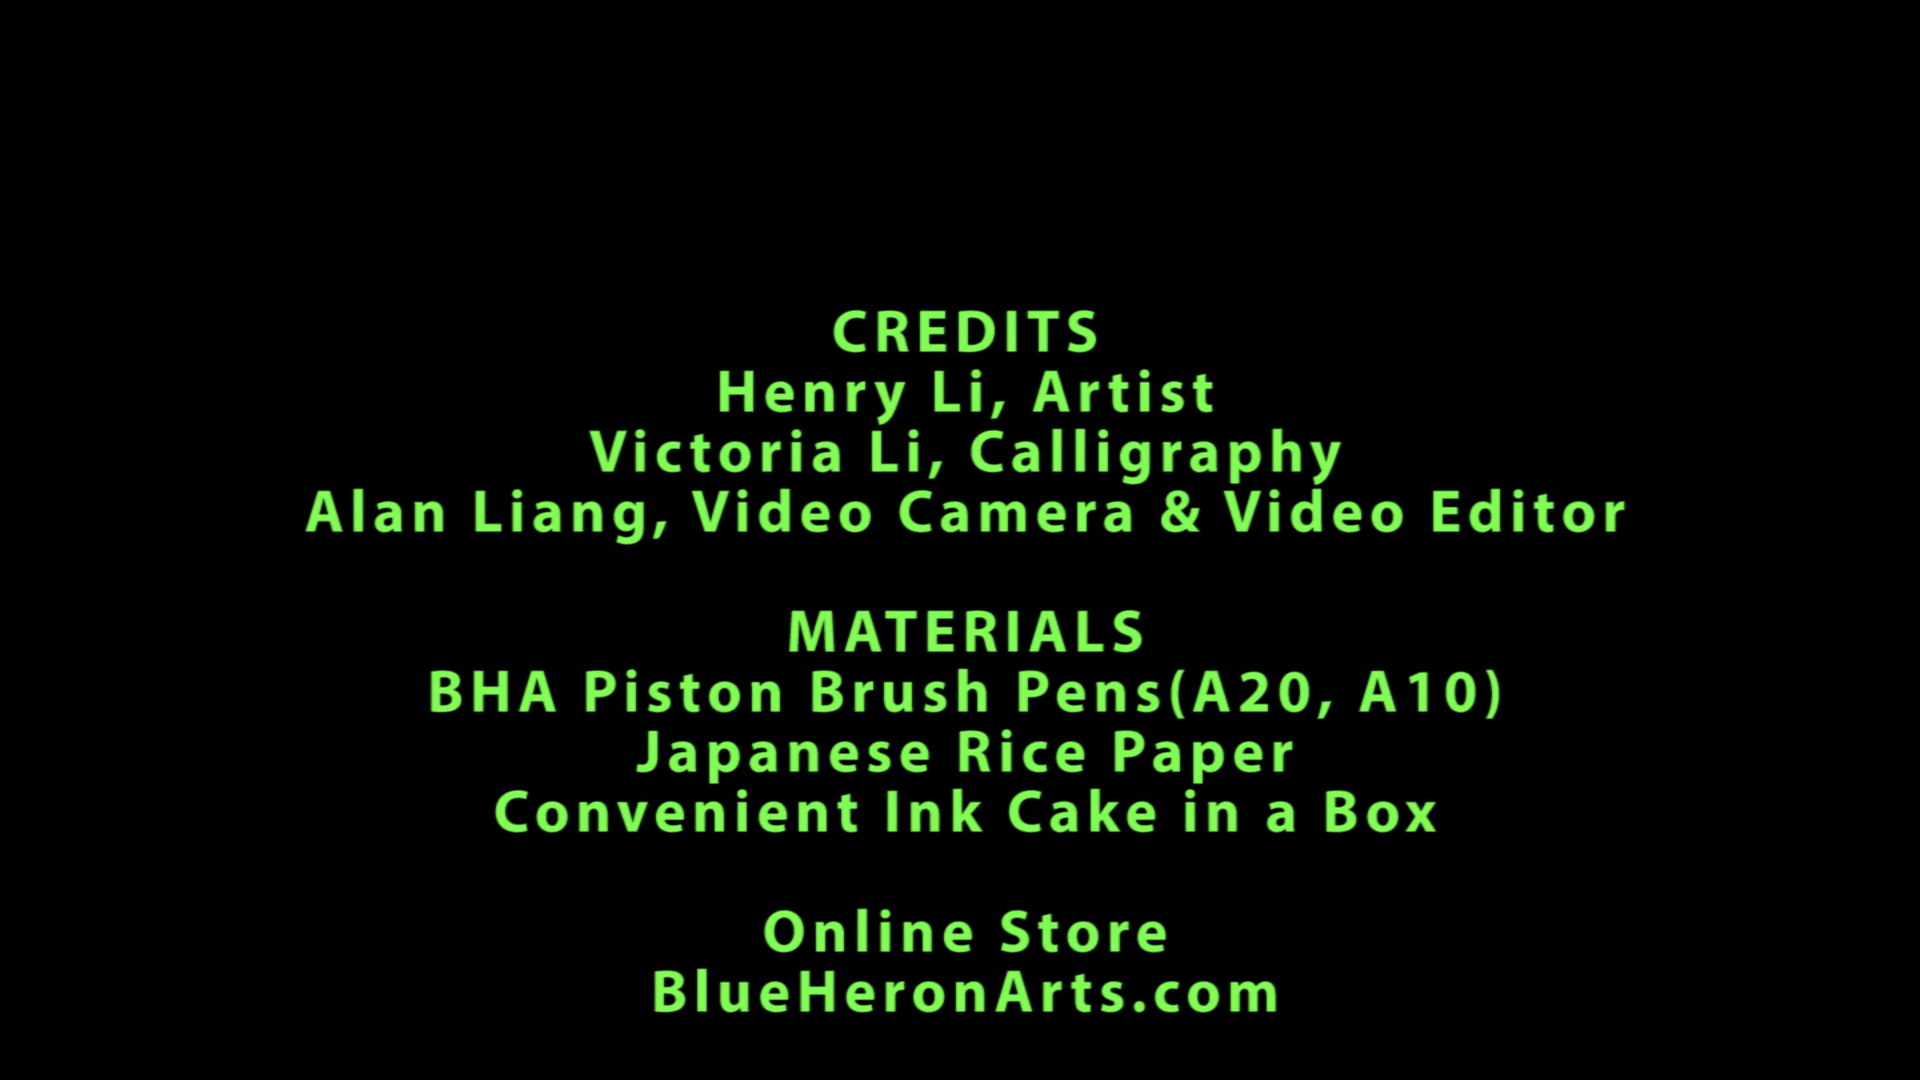 CREDITS
Henry Li, Artist
Victoria Li, Calligraphy
Alan Liang, Video Camera & Video Editor
MATERIALS
BHA Piston Brush Pens(A20, A10)
Japanese Rice Paper
Convenient Ink Cake in a Box
Online Store
BlueHeronArts.com